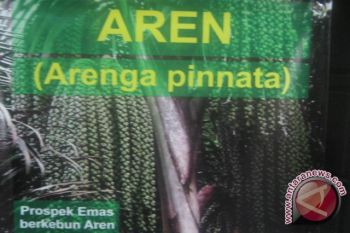 AREN
(Arenga pinnata)
Prospek Emas
berkebun Aren
www.antaranews.com